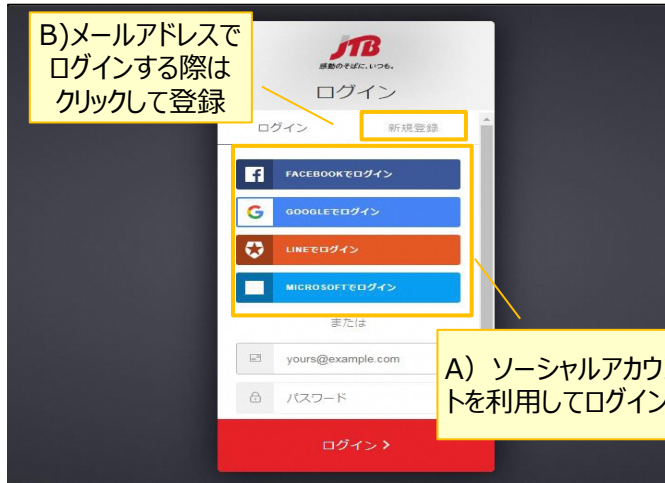 B)メールアドレスで
ログインする際は
クリックして登録
JTB
感動のそばに、いつも。
ログイン
ログイン 新規登録
FACEBOOKでログイン
GOOGLEでログイン
LINEでログイン
MICROSOFTでログイン
または
yours@example.com
パスワード
ログイン >
A) ソーシャルアカウ
トを利用してログイン